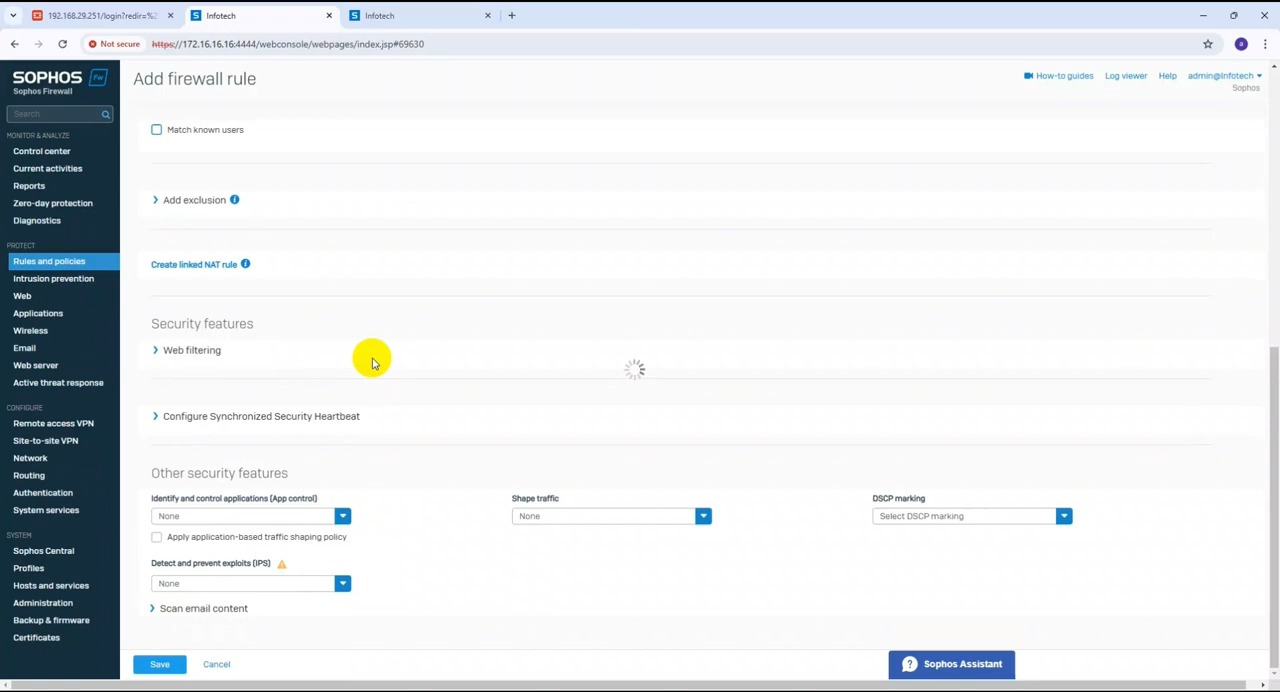 192.168.29.251/login?redir=%2
Infotech
Infotech
Not secure
https://172.16.16.16:4444/webconsole/webpages/index.jsp#69630
a
SOPHOS Fw
Sophos Firewall
Add firewall rule
How-to guides
Log viewer
Help
admin@Infotech
Sophos
Search
MONITOR & ANALYZE
Control center
Current activities
Reports
Zero-day protection
Diagnostics
PROTECT
Rules and policies
Intrusion prevention
Web
Applications
Wireless
Email
Web server
Active threat response
CONFIGURE
Remote access VPN
Site-to-site VPN
Network
Routing
Authentication
System services
SYSTEM
Sophos Central
Profiles
Hosts and services
Administration
Backup & firmware
Certificates
Match known users
Add exclusion
Create linked NAT rule
Security features
Web filtering
Configure Synchronized Security Heartbeat
Other security features
Identify and control applications (App control)
None
Apply application-based traffic shaping policy
Shape traffic
None
DSCP marking
Select DSCP marking
Detect and prevent exploits (IPS)
None
Scan email content
Save
Cancel
Sophos Assistant